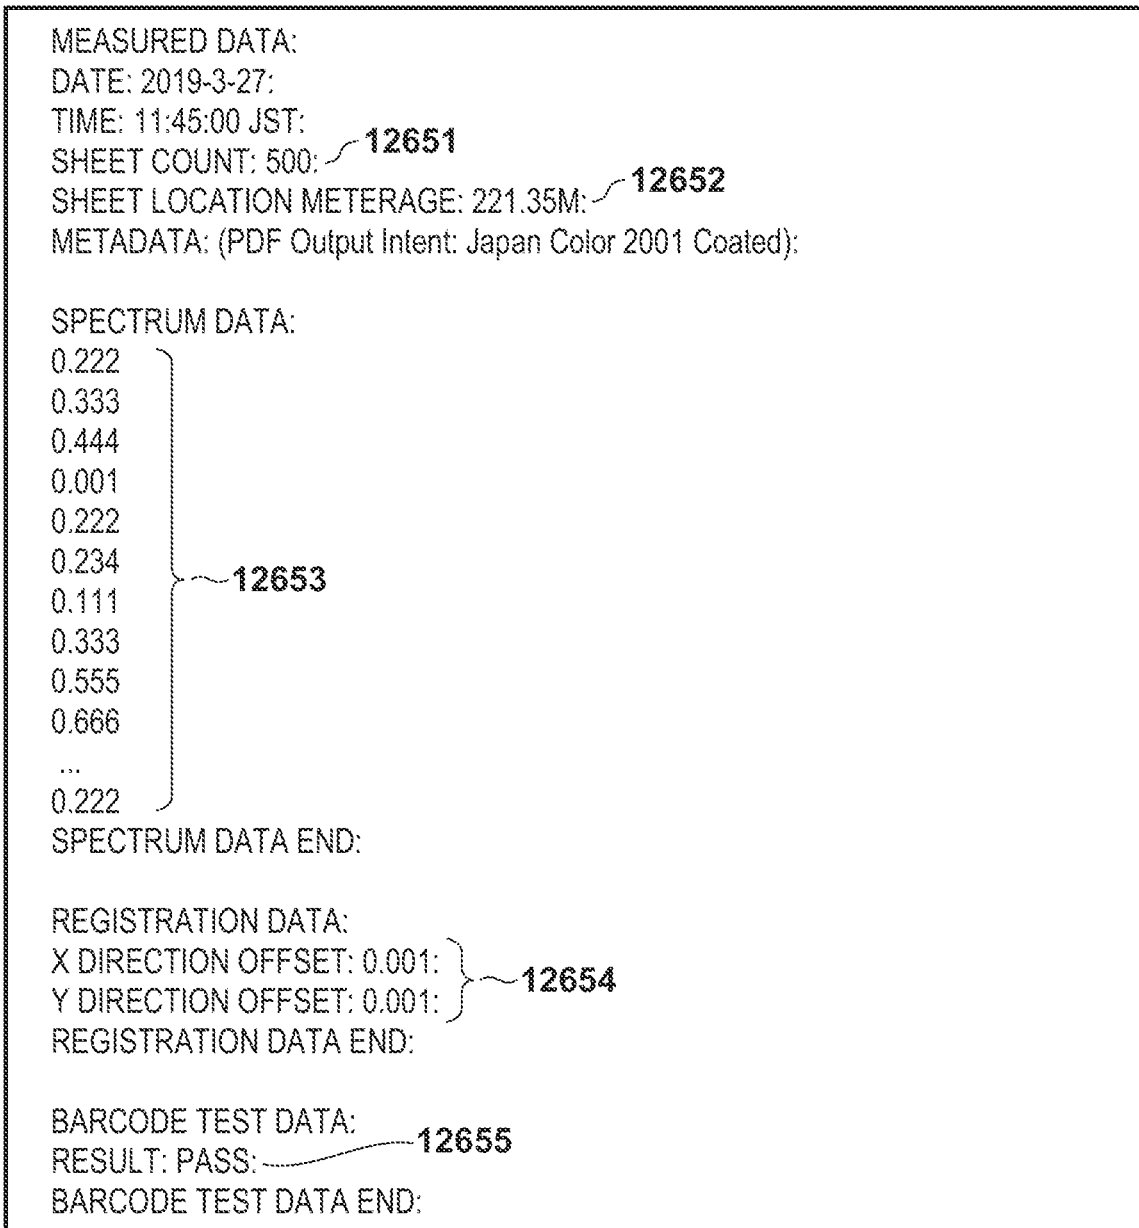 MEASURED DATA:
DATE: 2019-3-27:
TIME: 11:45:00 JST:
SHEET COUNT: 500: 12651
SHEET LOCATION METERAGE: 221.35M: 12652
METADATA: (PDF Output Intent: Japan Color 2001 Coated):
SPECTRUM DATA:
0.222
0.333
0.444
0.001
0.222
0.234
12653
0.111
0.333
0.555
0.666
...
0.222
SPECTRUM DATA END:
REGISTRATION DATA:
X DIRECTION OFFSET: 0.001:
12654
Y DIRECTION OFFSET: 0.001:
REGISTRATION DATA END:
BARCODE TEST DATA:
RESULT: PASS: 12655
BARCODE TEST DATA END: